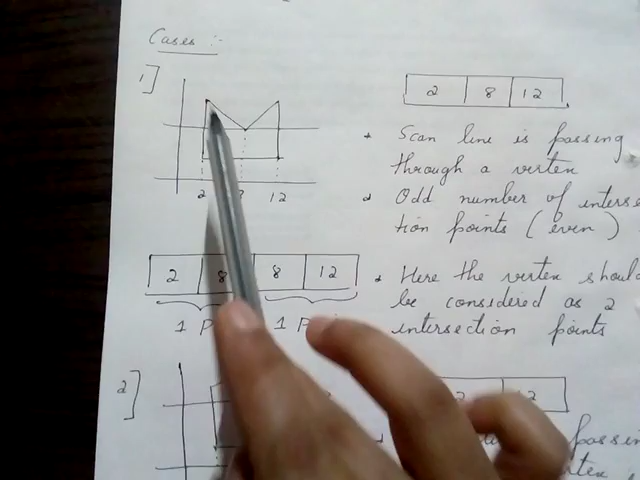 Cases :-
1]
2 8 12
2 12
• Scan line is passing
through a vertex
• Odd number of interse-
tion points (even)
2 8 8 12
1 1
• Here the vertex should
be considered as 2
intersection points
2]